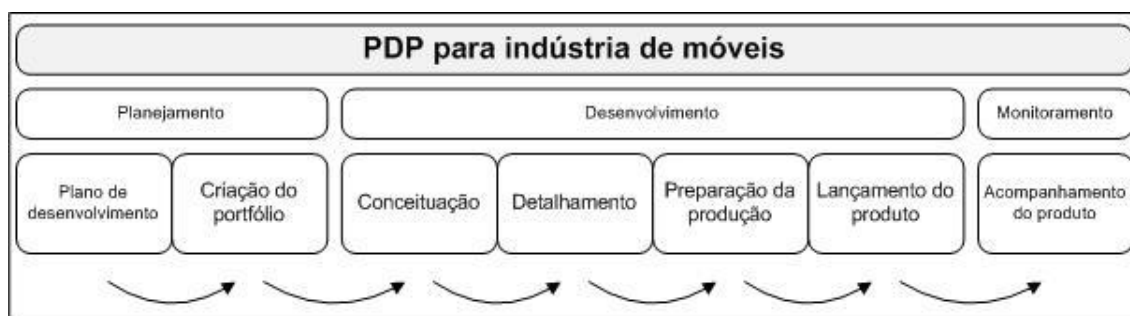 PDP para indústria de móveis
Planejamento
Desenvolvimento
Monitoramento
Plano de
desenvolvimento
Criação do
portfólio
Conceituação
Detalhamento
Preparação da
produção
Lançamento do
produto
Acompanhamento
do produto